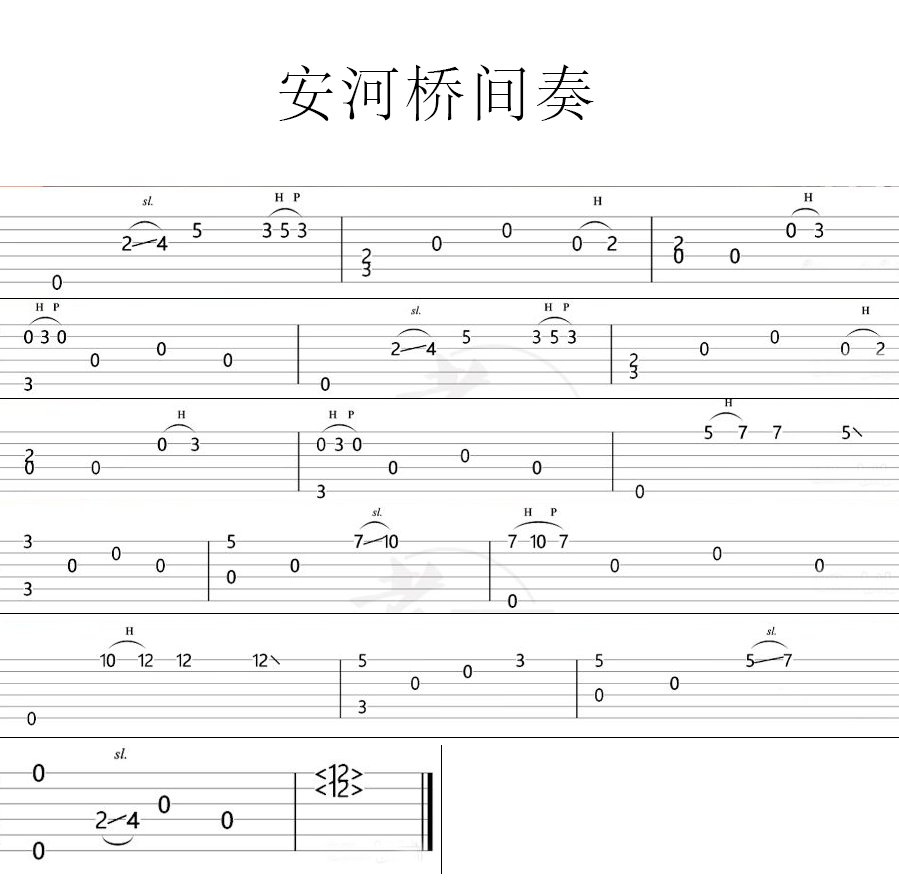 安河桥间奏
sl. H P H H
2 4 5 3 5 3 0 0 0 2 0 3
0 2 3 2 0 0
H P sl. H P H
0 3 0 0 0 0 2 4 5 3 5 3 0 0 0 2
3 0 2 3
H H P H
0 3 0 3 0 0 0 0 5 7 7 5
2 0 0 3 0
sl. H P
3 0 0 0 5 0 7 10 7 10 7 0 0 0
3 0 0
H sl.
10 12 12 12 5 0 0 3 5 0 5 7
0 3 0
sl.
0 2 4 0 0 <12>
0 <12>